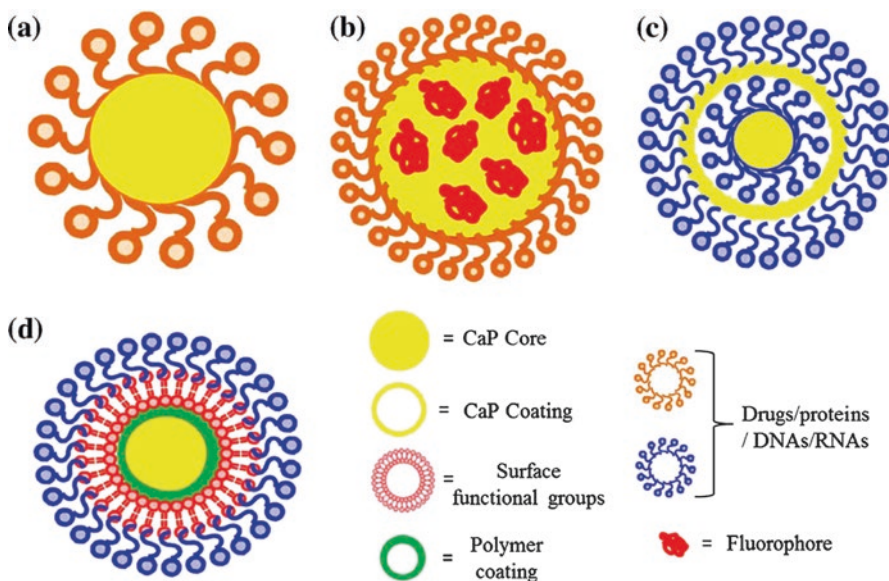 (a)
(b)
(c)
(d)
= CaP Core
= CaP Coating
= Surface
functional groups
= Polymer
coating
Drugs/proteins
/ DNAs/RNAs
= Fluorophore